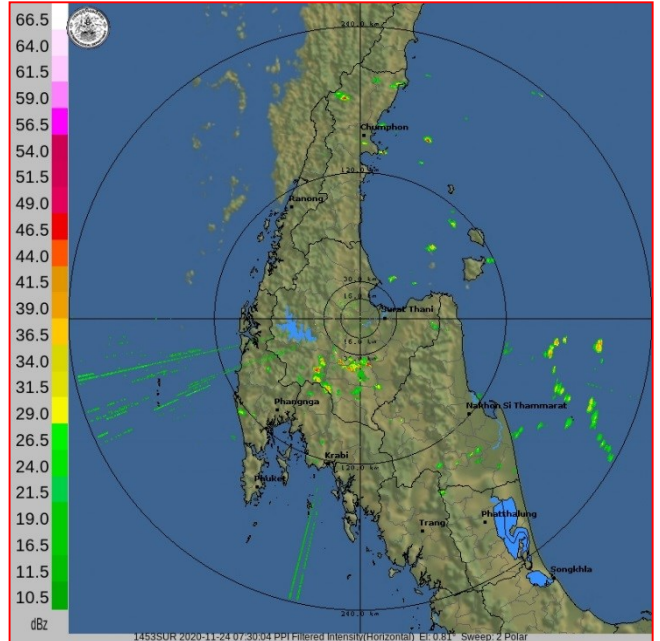 66.5
64.0
61.5
59.0
56.5
54.0
51.5
49.0
46.5
44.0
41.5
39.0
36.5
34.0
31.5
29.0
26.5
24.0
21.5
19.0
16.5
13.5
10.5
dBz
240.0 km
Chumphon
120.0 km
Ranong
30.0 km
Surat Thani
Phangnga
Nakhon Si Thammarat
Krabi
120.0 km
Phuket
Phatthalung
Trang
Songkhla
240.0 km
1453SUR 2020-11-24 07:30:04 PPI Filtered Intensity(Horizontal) El: 0.81° Sweep: 2 Polar